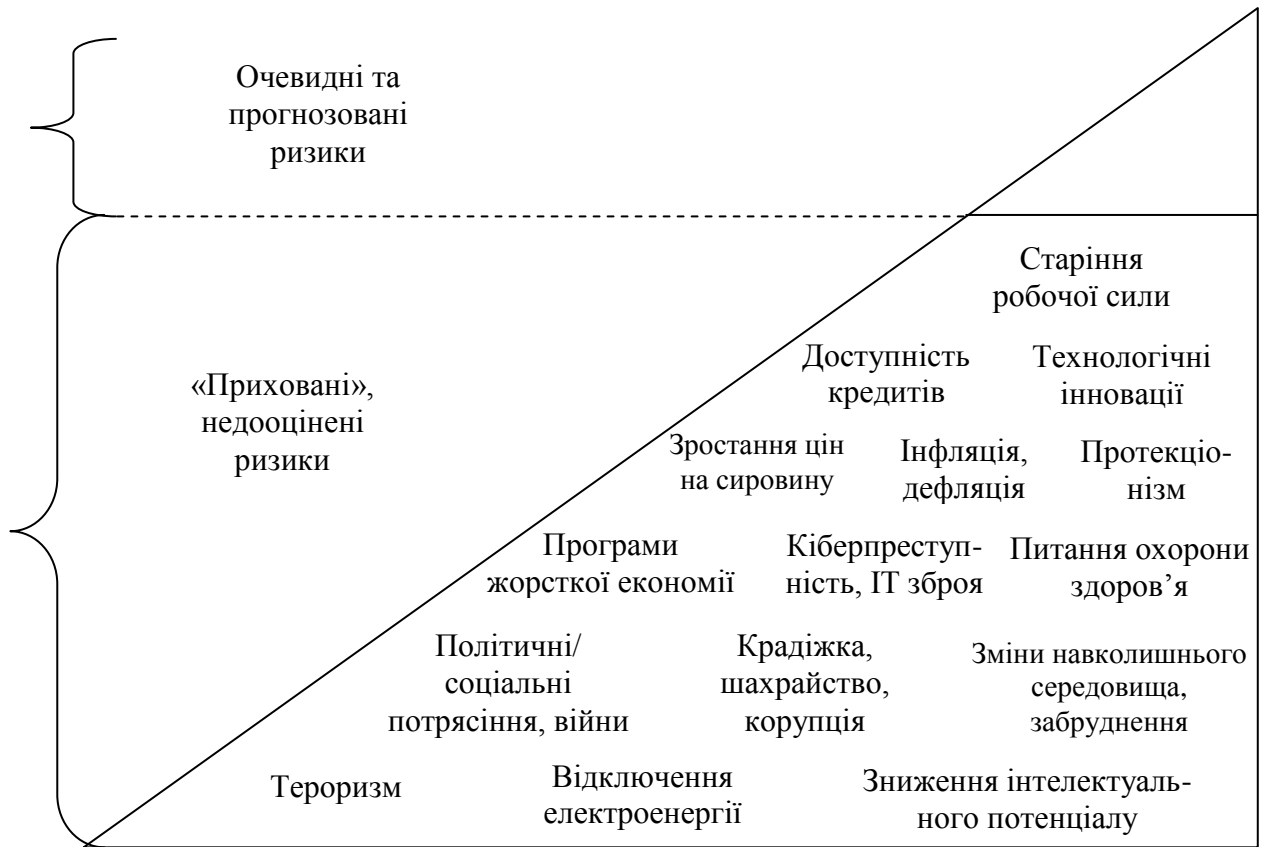 Очевидні та
прогнозовані
ризики
«Приховані»,
недооцінені
ризики
Старіння
робочої сили
Доступність
кредитів
Технологічні
інновації
Зростання цін
на сировину
Інфляція,
дефляція
Протекціо-
нізм
Програми
жорсткої економії
Кіберпреступ-
ність, ІТ зброя
Питання охорони
здоров’я
Політичні/
соціальні
потрясіння, війни
Крадіжка,
шахрайство,
корупція
Зміни навколишнього
середовища,
забруднення
Тероризм
Відключення
електроенергії
Зниження інтелектуаль-
ного потенціалу